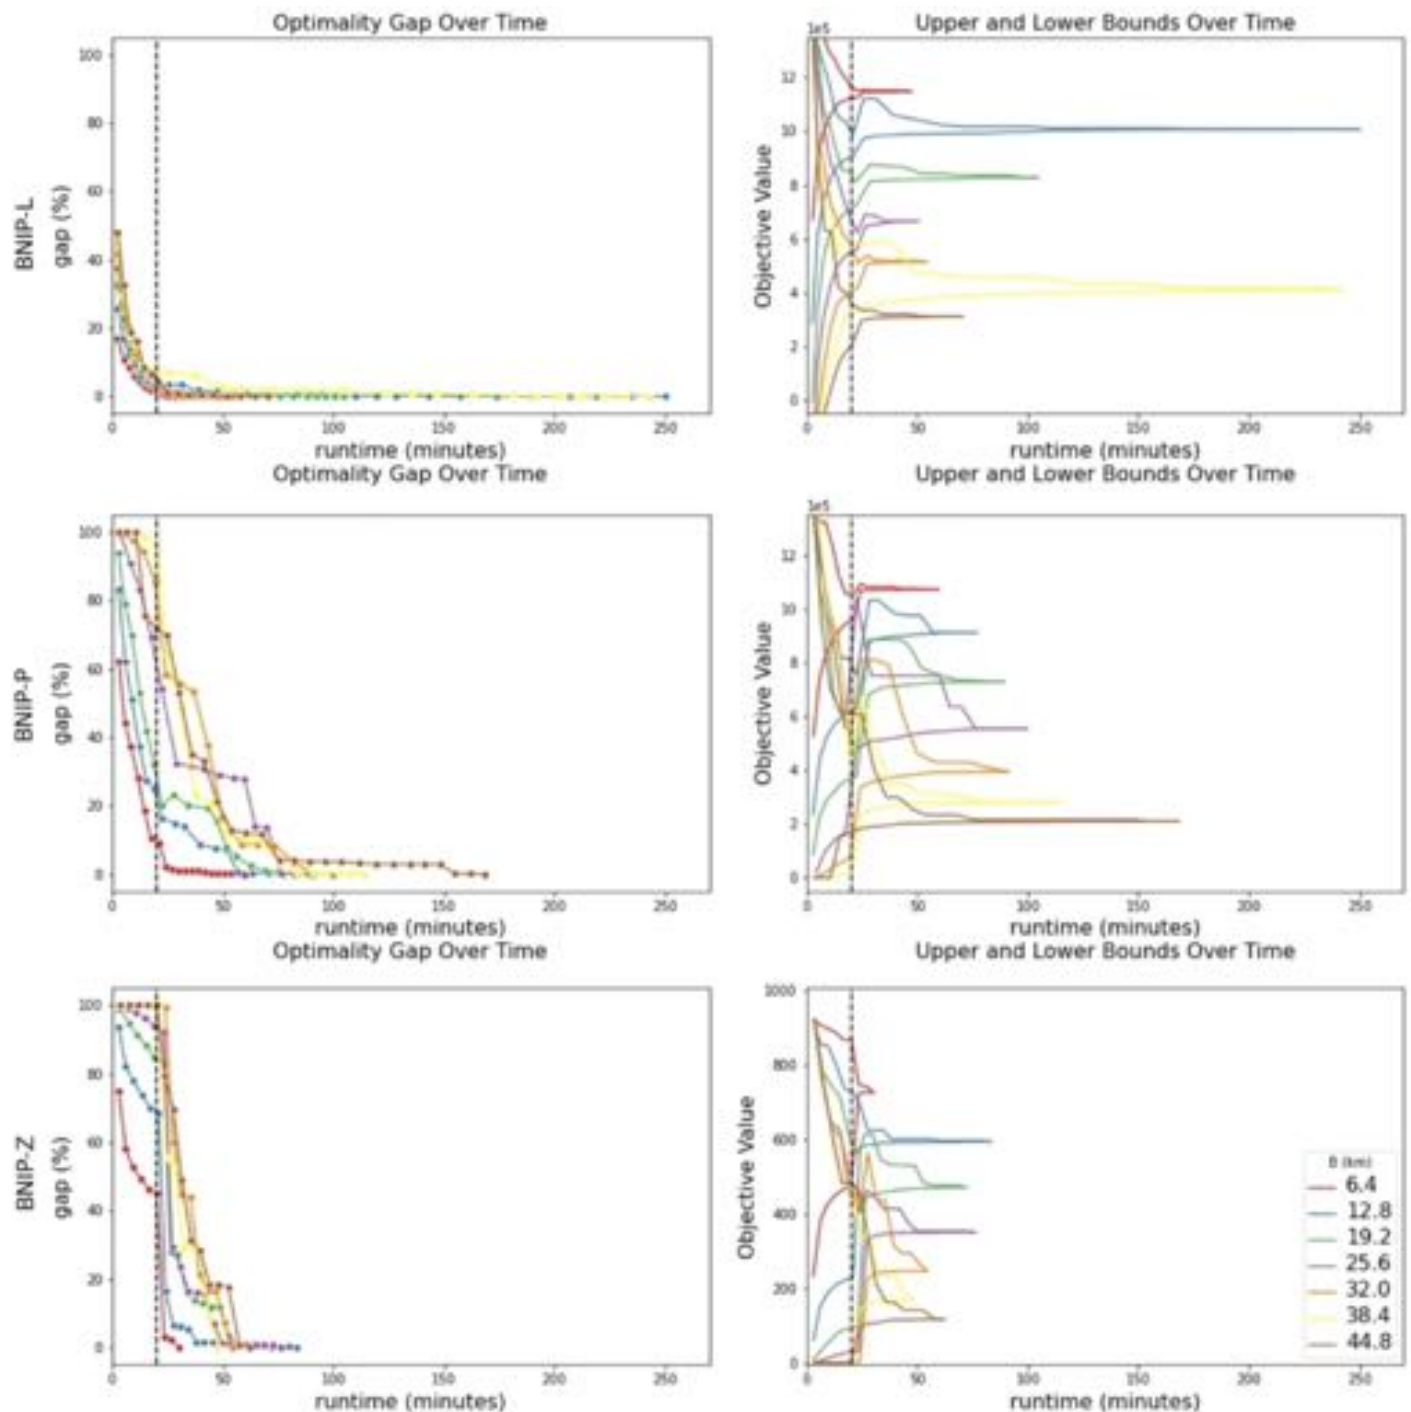 Optimality Gap Over Time
Upper and Lower Bounds Over Time
1e5
100
80
60
40
20
0
BNIP-L
gap (%)
0 50 100 150 200 250
runtime (minutes)
12
10
8
6
4
2
0
Objective Value
0 50 100 150 200 250
runtime (minutes)
Optimality Gap Over Time
Upper and Lower Bounds Over Time
1e5
100
80
60
40
20
0
BNIP-P
gap (%)
0 50 100 150 200 250
runtime (minutes)
12
10
8
6
4
2
0
Objective Value
0 50 100 150 200 250
runtime (minutes)
Optimality Gap Over Time
Upper and Lower Bounds Over Time
100
80
60
40
20
0
BNIP-Z
gap (%)
0 50 100 150 200 250
runtime (minutes)
1000
800
600
400
200
0
Objective Value
0 50 100 150 200 250
runtime (minutes)
B (km)
6.4
12.8
19.2
25.6
32.0
38.4
44.8